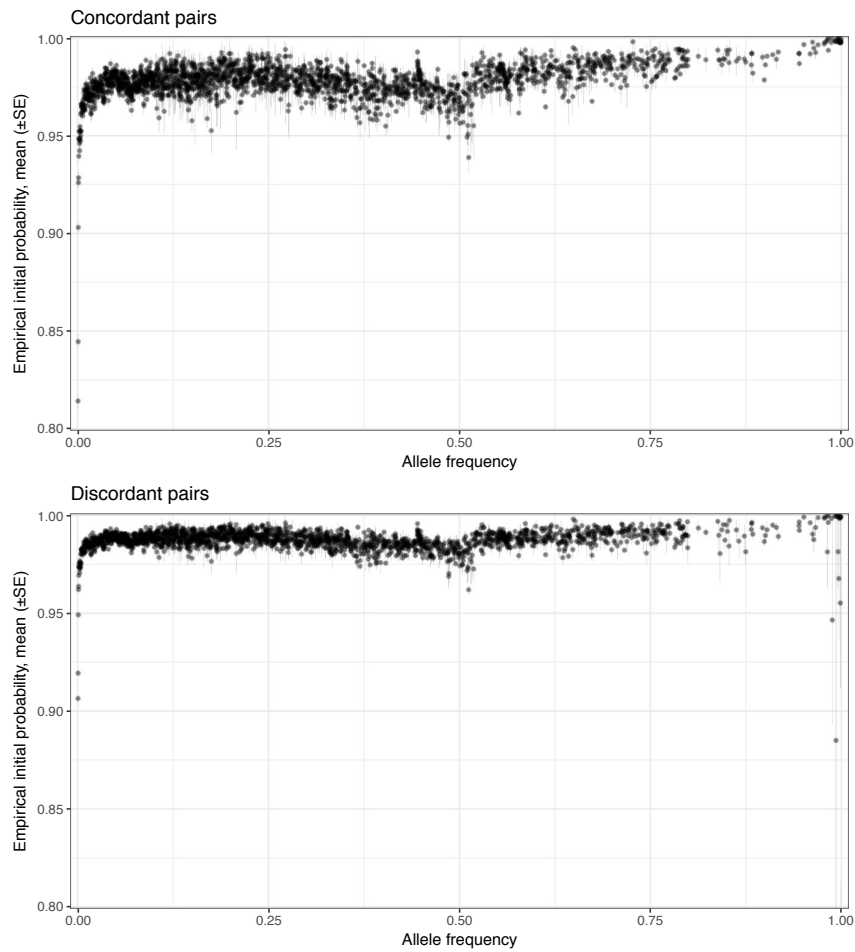 Concordant pairs
Empirical initial probability, mean (±SE)
1.00
0.95
0.90
0.85
0.80
0.00 0.25 0.50 0.75 1.00
Allele frequency
Discordant pairs
Empirical initial probability, mean (±SE)
1.00
0.95
0.90
0.85
0.80
0.00 0.25 0.50 0.75 1.00
Allele frequency